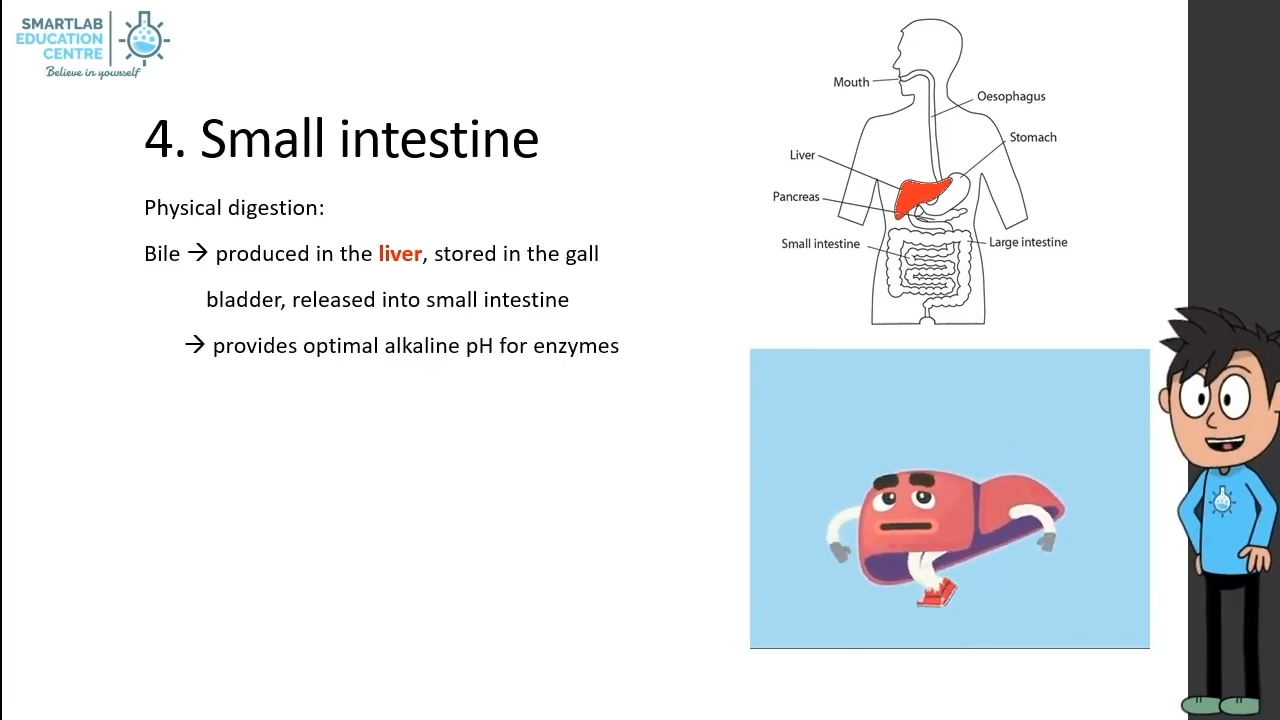 SMARTLAB
EDUCATION
CENTRE
Believe in yourself
4. Small intestine
Physical digestion:
Bile → produced in the liver, stored in the gall
bladder, released into small intestine
→ provides optimal alkaline pH for enzymes
Mouth
Oesophagus
Stomach
Liver
Pancreas
Small intestine
Large intestine